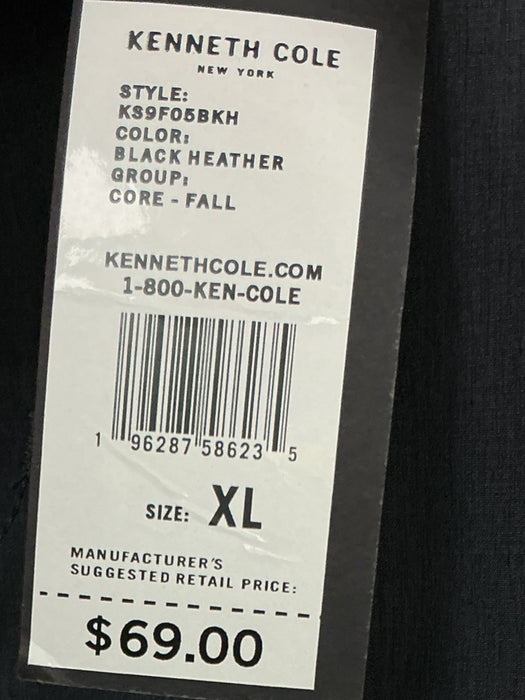 KENNETH COLE
NEW YORK
STYLE:
KS9F05BKH
COLOR:
BLACK HEATHER
GROUP:
CORE - FALL
KENNETHCOLE.COM
1-800-KEN-COLE
1 96287 58623 5
SIZE: XL
MANUFACTURER'S
SUGGESTED RETAIL PRICE:
$69.00